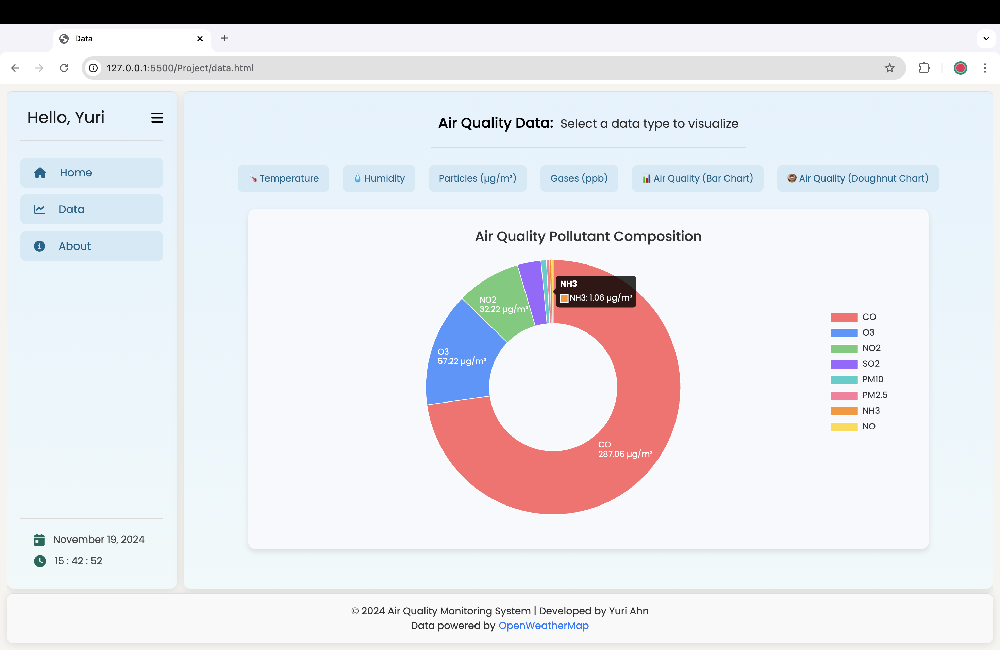 Data
127.0.0.1:5500/Project/data.html
Hello, Yuri
Home
Data
About
November 19, 2024
15 : 42 : 52
Air Quality Data: Select a data type to visualize
Temperature
Humidity
Particles (µg/m³)
Gases (ppb)
Air Quality (Bar Chart)
Air Quality (Doughnut Chart)
Air Quality Pollutant Composition
NH3
NH3: 1.06 µg/m³
NO2
32.22 µg/m³
O3
57.22 µg/m³
CO
287.06 µg/m³
CO
O3
NO2
SO2
PM10
PM2.5
NH3
NO
© 2024 Air Quality Monitoring System | Developed by Yuri Ahn
Data powered by OpenWeatherMap